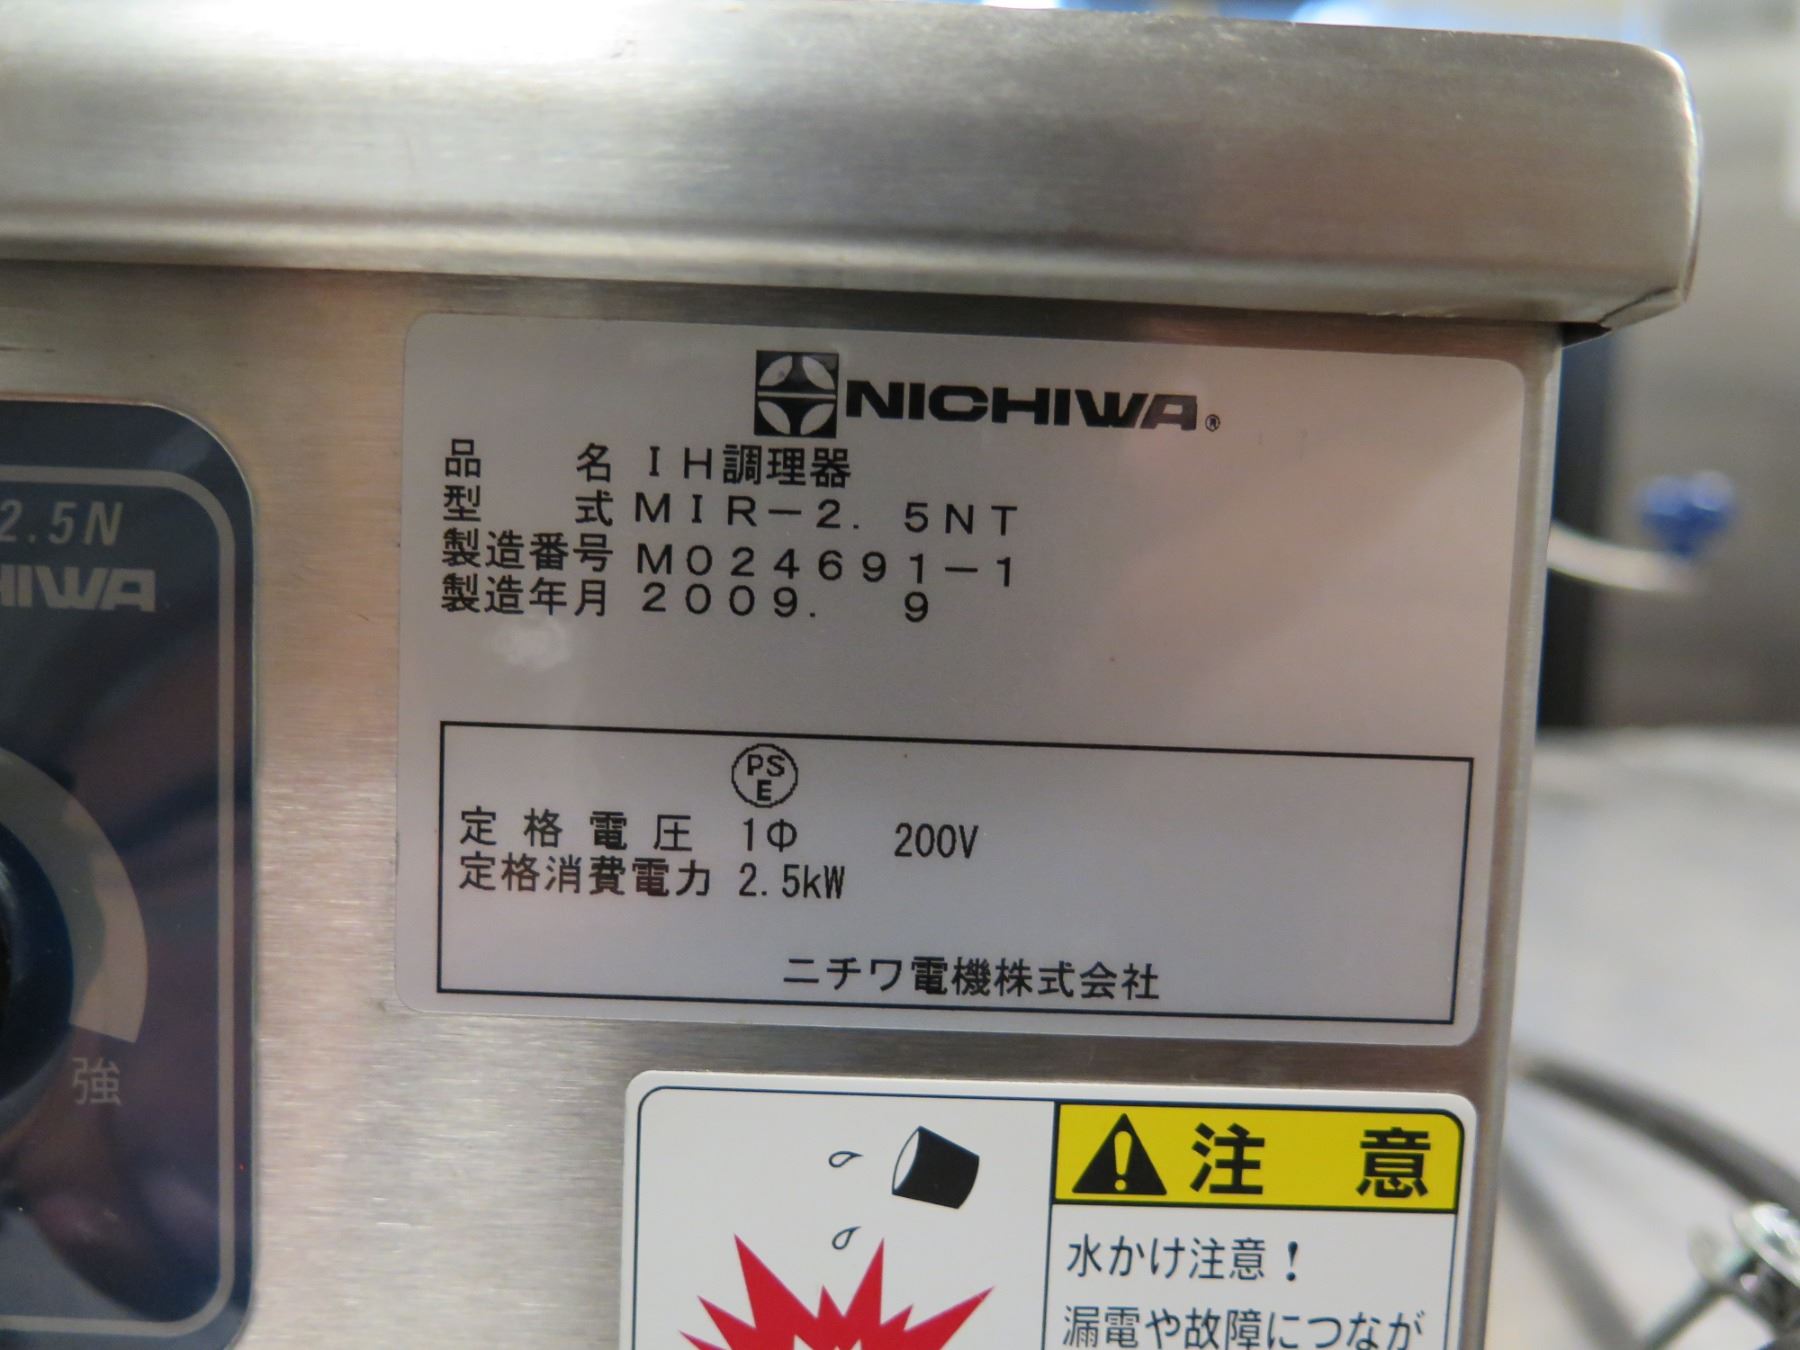 NICHIWA®
品 名 IH調理器
型 式 MIR-2.5NT
製造番号 M024691-1
製造年月 2009. 9
PS
E
定格電圧 1Φ 200V
定格消費電力 2.5kW
ニチワ電機株式会社
2.5N
HIWA
強
注 意
水かけ注意!
漏電や故障につなが